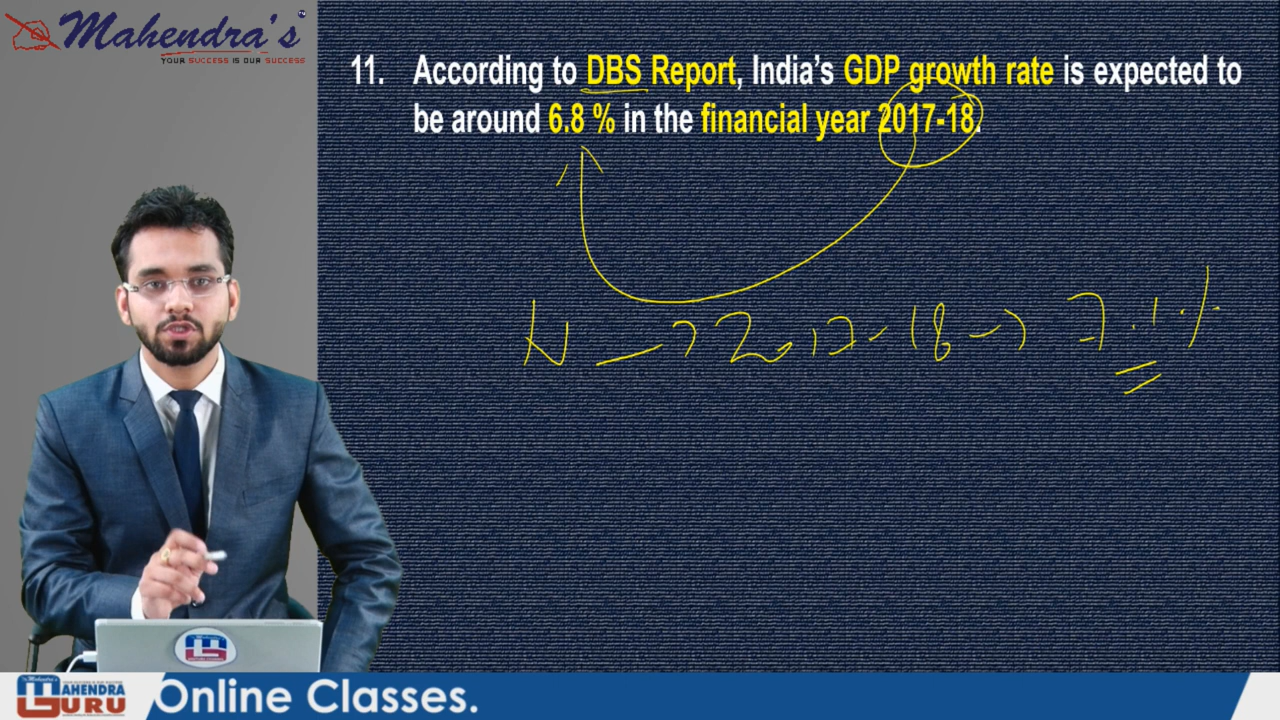 Mahendra's
TM
YOUR SUCCESS IS OUR SUCCESS
11. According to DBS Report, India's GDP growth rate is expected to
be around 6.8 % in the financial year 2017-18.
2017-18 → 7.1%
MAHENDRA
GURU
Online Classes.